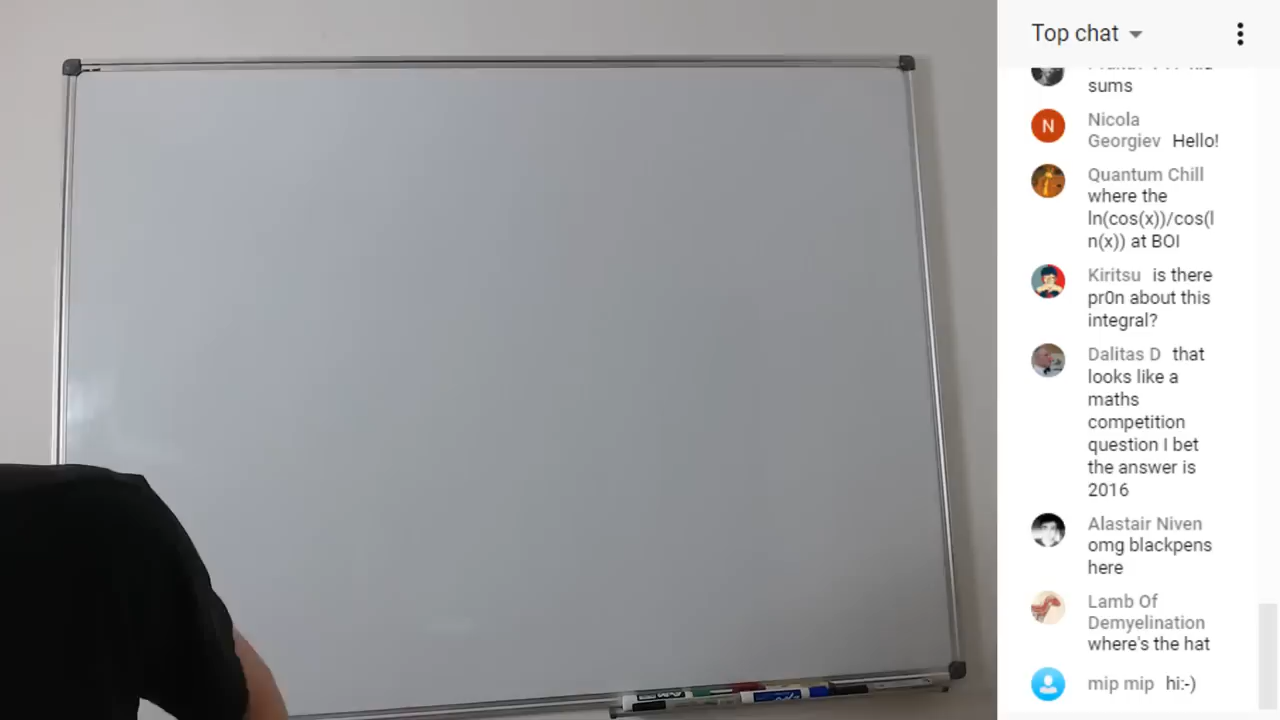 Top chat
sums
N
Nicola
Georgiev Hello!
Quantum Chill
where the
ln(cos(x))/cos(l
n(x)) at BOI
Kiritsu is there
pr0n about this
integral?
Dalitas D that
looks like a
maths
competition
question I bet
the answer is
2016
Alastair Niven
omg blackpens
here
Lamb Of
Demyelination
where's the hat
mip mip hi:-)